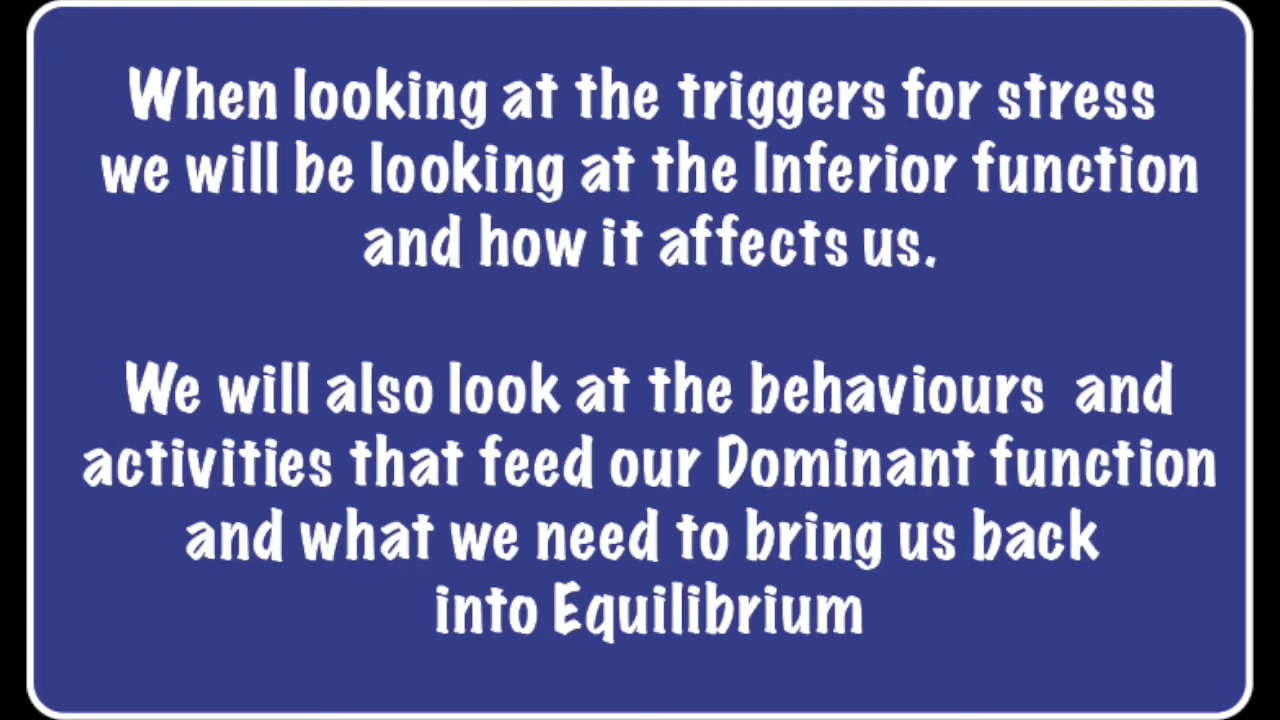 When looking at the triggers for stress
we will be looking at the Inferior function
and how it affects us.
We will also look at the behaviours  and
activities that feed our Dominant function
and what we need to bring us back
into Equilibrium